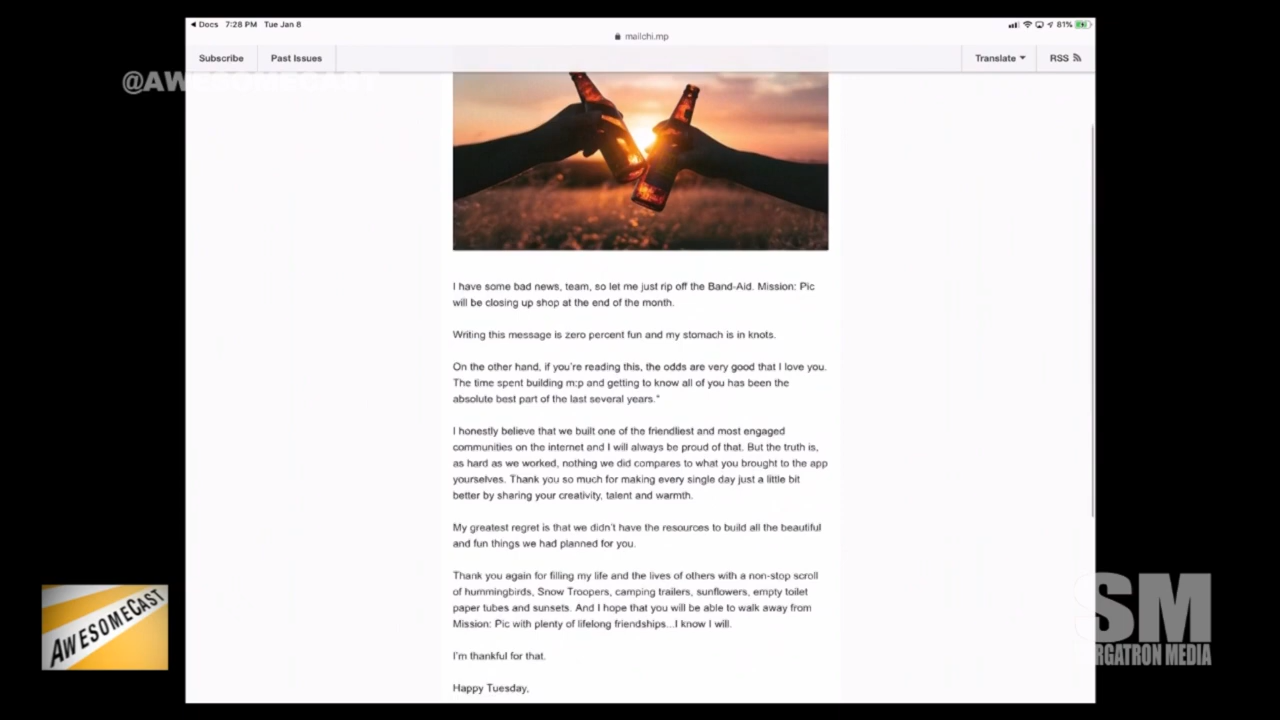 Docs 7:28 PM Tue Jan 8
81%
mailchi.mp
Subscribe
Past Issues
Translate
RSS
@AWESOMECAST
I have some bad news, team, so let me just rip off the Band-Aid. Mission: Pic
will be closing up shop at the end of the month.
Writing this message is zero percent fun and my stomach is in knots.
On the other hand, if you're reading this, the odds are very good that I love you.
The time spent building m:p and getting to know all of you has been the
absolute best part of the last several years.*
I honestly believe that we built one of the friendliest and most engaged
communities on the internet and I will always be proud of that. But the truth is,
as hard as we worked, nothing we did compares to what you brought to the app
yourselves. Thank you so much for making every single day just a little bit
better by sharing your creativity, talent and warmth.
My greatest regret is that we didn't have the resources to build all the beautiful
and fun things we had planned for you.
Thank you again for filling my life and the lives of others with a non-stop scroll
of hummingbirds, Snow Troopers, camping trailers, sunflowers, empty toilet
paper tubes and sunsets. And I hope that you will be able to walk away from
Mission: Pic with plenty of lifelong friendships...I know I will.
I'm thankful for that.
Happy Tuesday,
AWESOMECAST
SM
RGATRON MEDIA